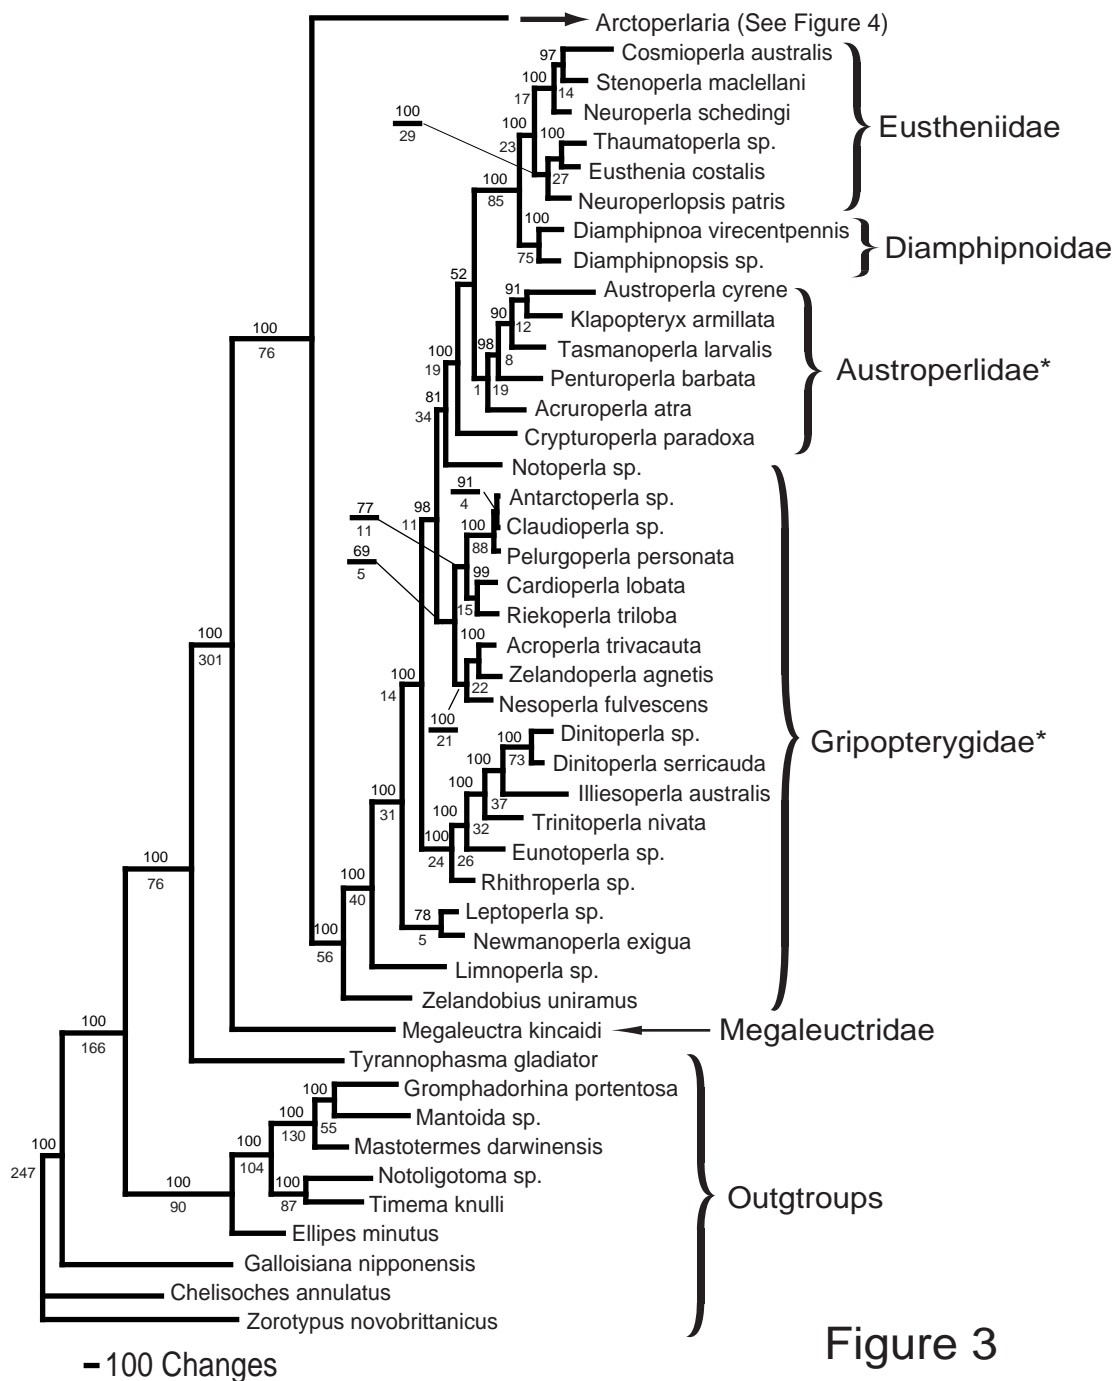 Arctoperlaria (See Figure 4)
97
Cosmioperla australis
100
Stenoperla maclellani
17
14
Neuroperla schedingi
Eustheniidae
100
29
100
23
100
Thaumatoperla sp.
27
Eusthenia costalis
100
85
Neuroperlopsis patris
100
Diamphipnoa virecentpennis
Diamphipnoidae
75
Diamphipnopsis sp.
52
91
Austroperla cyrene
90
12
Klapopteryx armillata
98
8
Tasmanoperla larvalis
100
19
1
19
Penturoperla barbata
Austroperlidae*
81
34
Acruroperla atra
Crypturoperla paradoxa
Notoperla sp.
91
4
Antarctoperla sp.
77
11
98
11
100
88
Claudioperla sp.
69
5
Pelurgoperla personata
99
Cardioperla lobata
15
Riekoperla triloba
100
76
100
Acroperla trivacauta
100
301
100
14
22
Zelandoperla agnetis
Nesoperla fulvescens
100
21
Gripopterygidae*
100
73
Dinitoperla sp.
Dinitoperla serricauda
100
37
Illiesoperla australis
100
32
Trinitoperla nivata
100
31
100
24
26
Eunotoperla sp.
Rhithroperla sp.
100
76
100
40
78
5
Leptoperla sp.
Newmanoperla exigua
100
56
Limnoperla sp.
Zelandobius uniramus
100
166
Megaleuctra kincaidi
Megaleuctridae
Tyrannophasma gladiator
100
55
Gromphadorhina portentosa
100
130
Mantoida sp.
100
104
Mastotermes darwinensis
100
247
100
90
100
87
Notoligotoma sp.
Timema knulli
Outgtroups
Ellipes minutus
Galloisiana nipponensis
Chelisoches annulatus
Zorotypus novobrittanicus
100 Changes
Figure 3